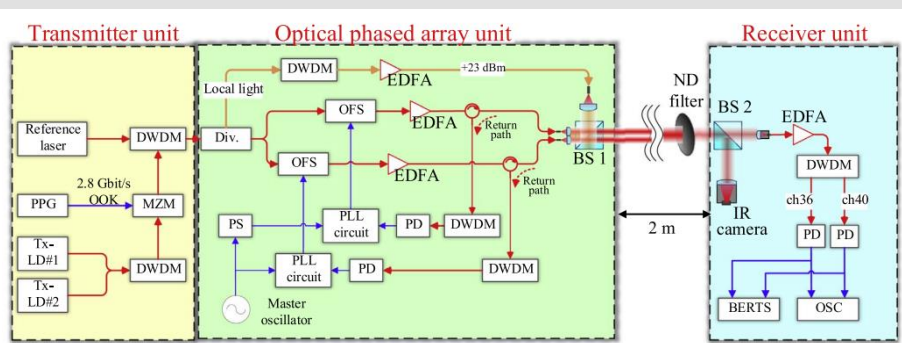 Transmitter unit
Optical phased array unit
Receiver unit
Reference
laser
DWDM
PPG
2.8 Gbit/s
OOK
MZM
Tx-
LD#1
Tx-
LD#2
DWDM
Local light
DWDM
EDFA
+23 dBm
Div.
OFS
EDFA
Return
path
OFS
EDFA
Return
path
BS 1
PS
PLL
circuit
PD
DWDM
PLL
circuit
PD
DWDM
Master
oscillator
2 m
ND
filter
BS 2
EDFA
DWDM
IR
camera
ch36
ch40
PD
PD
BERTS
OSC